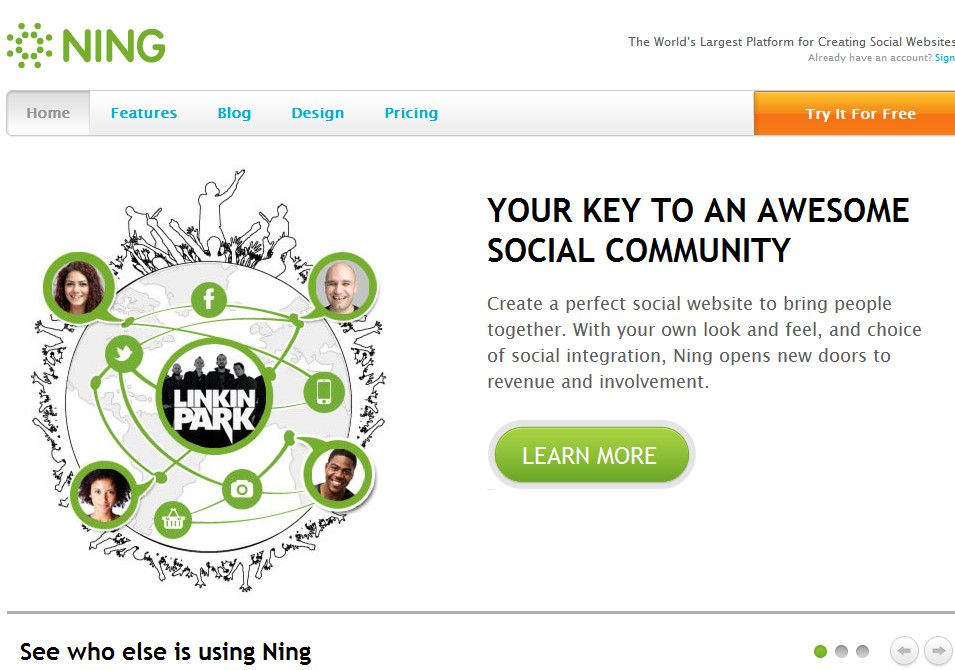 NING
The World's Largest Platform for Creating Social Websites
Already have an account? Sign
Home Features Blog Design Pricing Try It For Free
YOUR KEY TO AN AWESOME
SOCIAL COMMUNITY
Create a perfect social website to bring people
together. With your own look and feel, and choice
of social integration, Ning opens new doors to
revenue and involvement.
LEARN MORE
f
LINKIN
PARK
See who else is using Ning